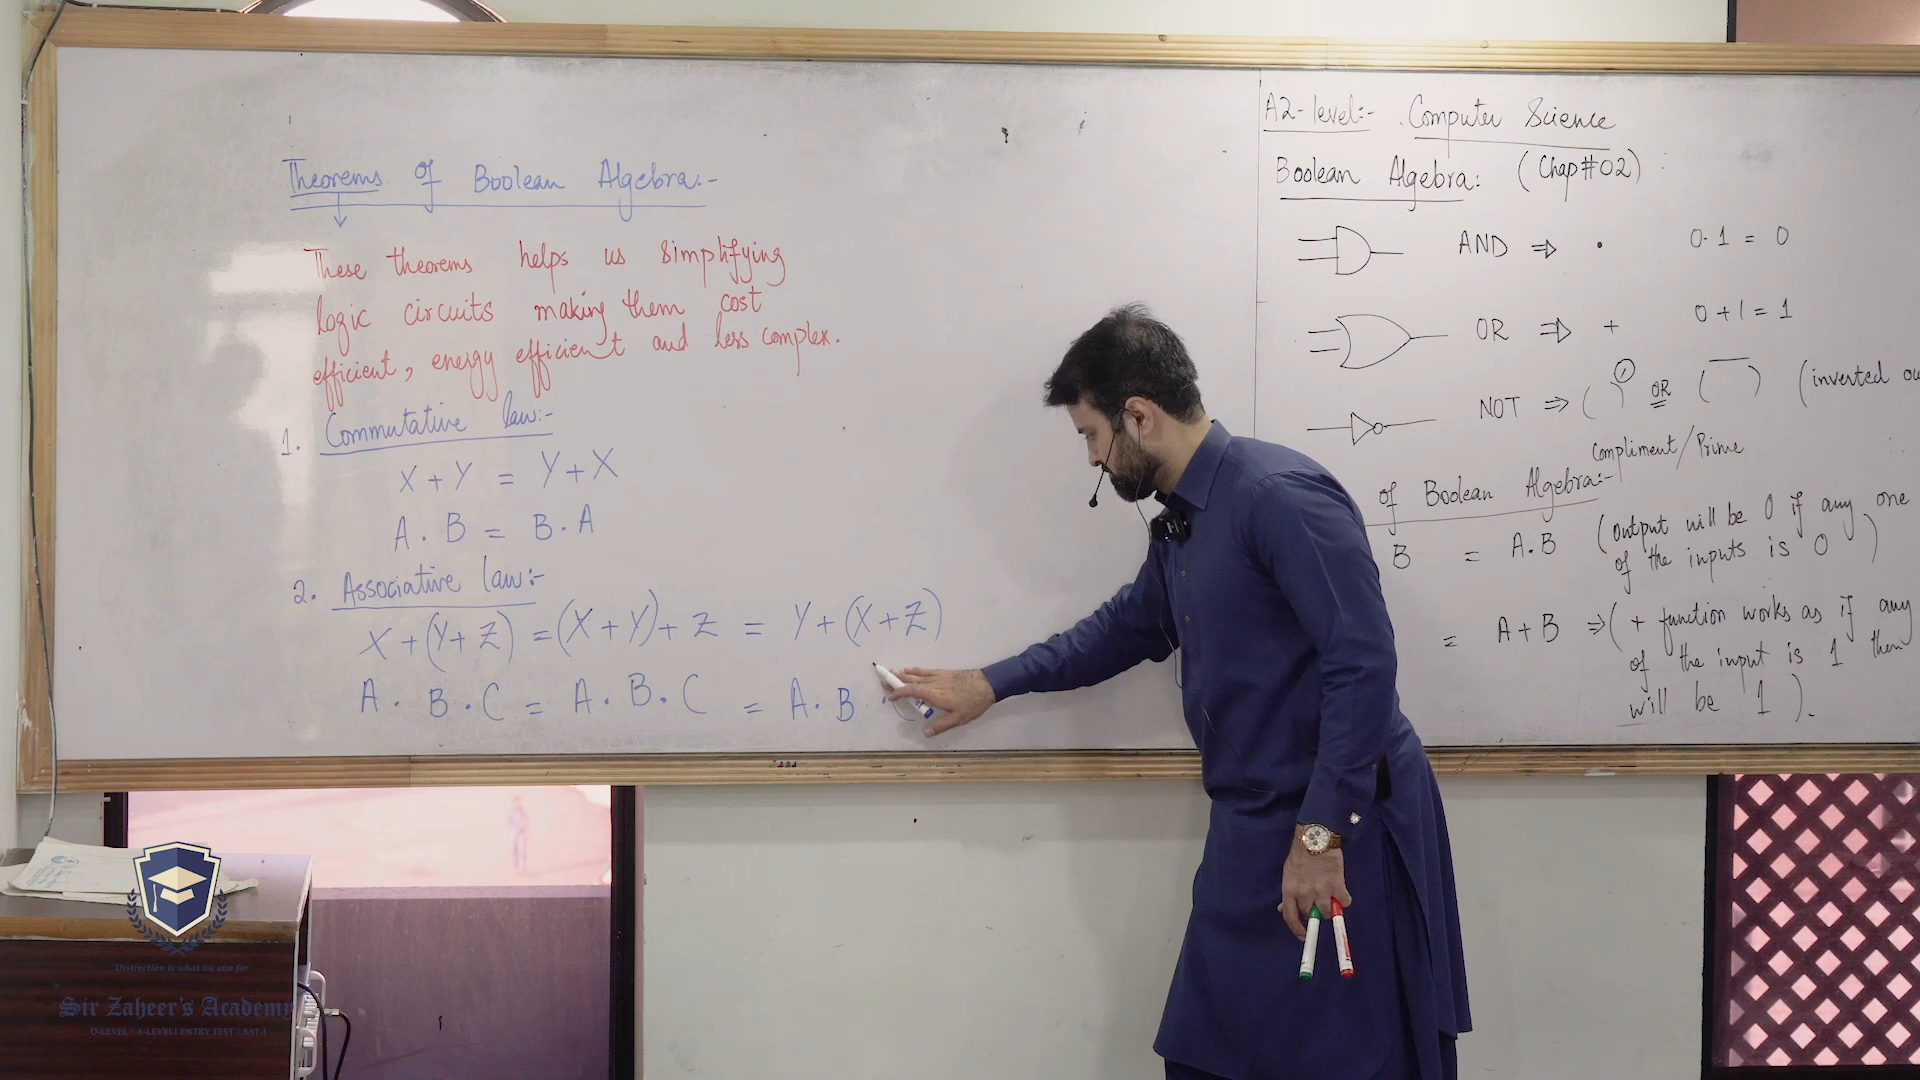 Theorems of Boolean Algebra:-
These theorems helps us simplifying
logic circuits making them cost
efficient, energy efficient and less complex.
1. Commutative law:-
X + Y = Y + X
A . B = B . A
2. Associative law:-
X + (Y + Z) = (X + Y) + Z = Y + (X + Z)
A . B . C = A . B . C = A . B .
A2-level:- Computer Science
Boolean Algebra: (Chap#02)
AND ⇒ • 0.1 = 0
OR ⇒ + 0+1 = 1
NOT ⇒ ( )' OR ( ‾ ) (inverted
Compliment/Prime
of Boolean Algebra:-
B = A.B (output will be 0 if any one
of the inputs is 0)
= A+B ⇒ ( + function works as if any
of the input is 1 then
will be 1).
Distinction is what we aim for
Sir Zaheer's Academy
O-LEVEL | A-LEVEL | ENTRY TEST | SAT-I